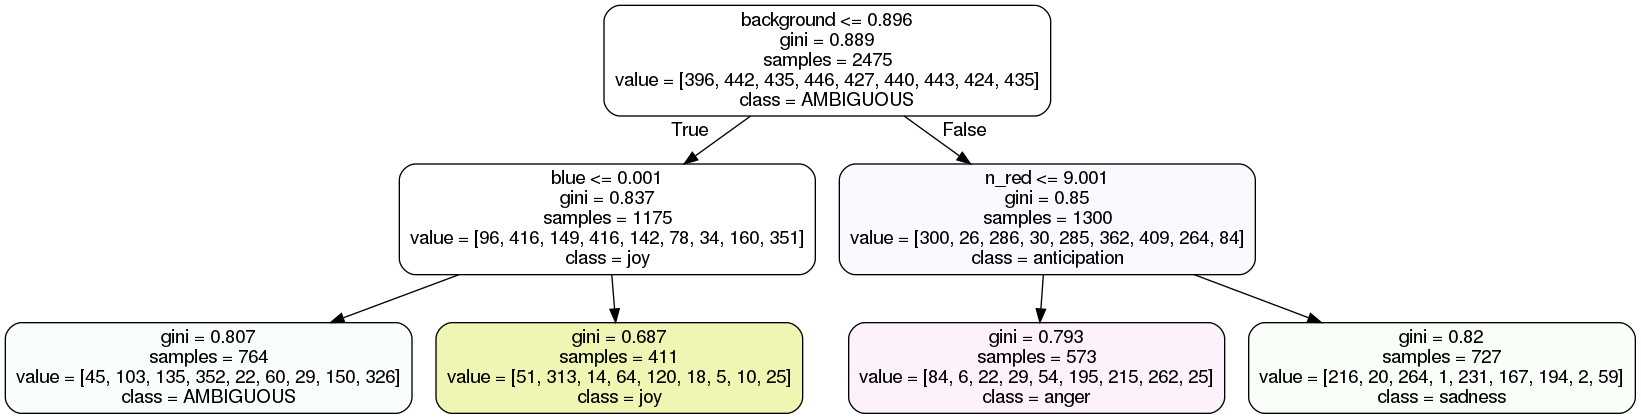 background <= 0.896
gini = 0.889
samples = 2475
value = [396, 442, 435, 446, 427, 440, 443, 424, 435]
class = AMBIGUOUS
True
False
blue <= 0.001
gini = 0.837
samples = 1175
value = [96, 416, 149, 416, 142, 78, 34, 160, 351]
class = joy
n_red <= 9.001
gini = 0.85
samples = 1300
value = [300, 26, 286, 30, 285, 362, 409, 264, 84]
class = anticipation
gini = 0.807
samples = 764
value = [45, 103, 135, 352, 22, 60, 29, 150, 326]
class = AMBIGUOUS
gini = 0.687
samples = 411
value = [51, 313, 14, 64, 120, 18, 5, 10, 25]
class = joy
gini = 0.793
samples = 573
value = [84, 6, 22, 29, 54, 195, 215, 262, 25]
class = anger
gini = 0.82
samples = 727
value = [216, 20, 264, 1, 231, 167, 194, 2, 59]
class = sadness